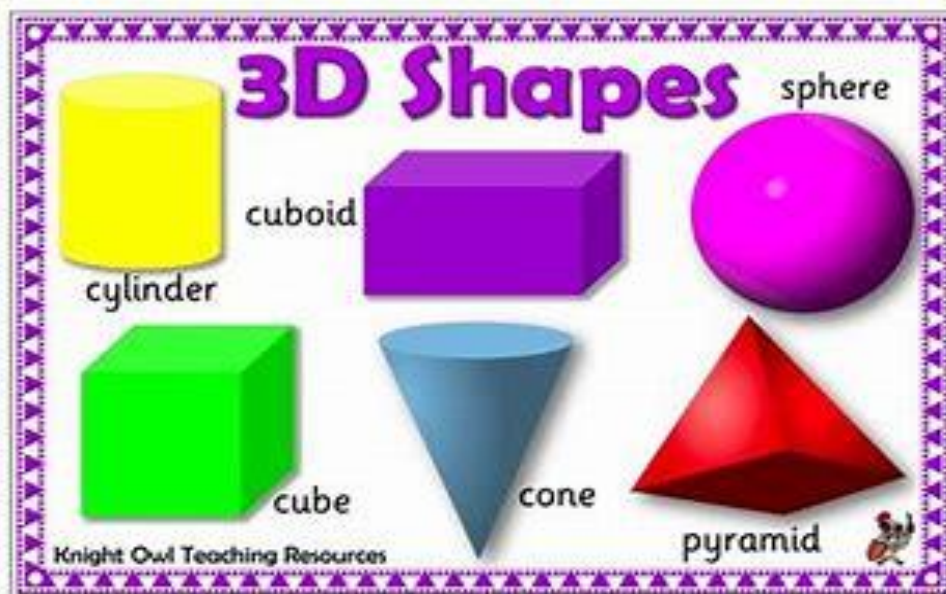 3D Shapes
sphere
cuboid
cylinder
cube
cone
pyramid
Knight Owl Teaching Resources